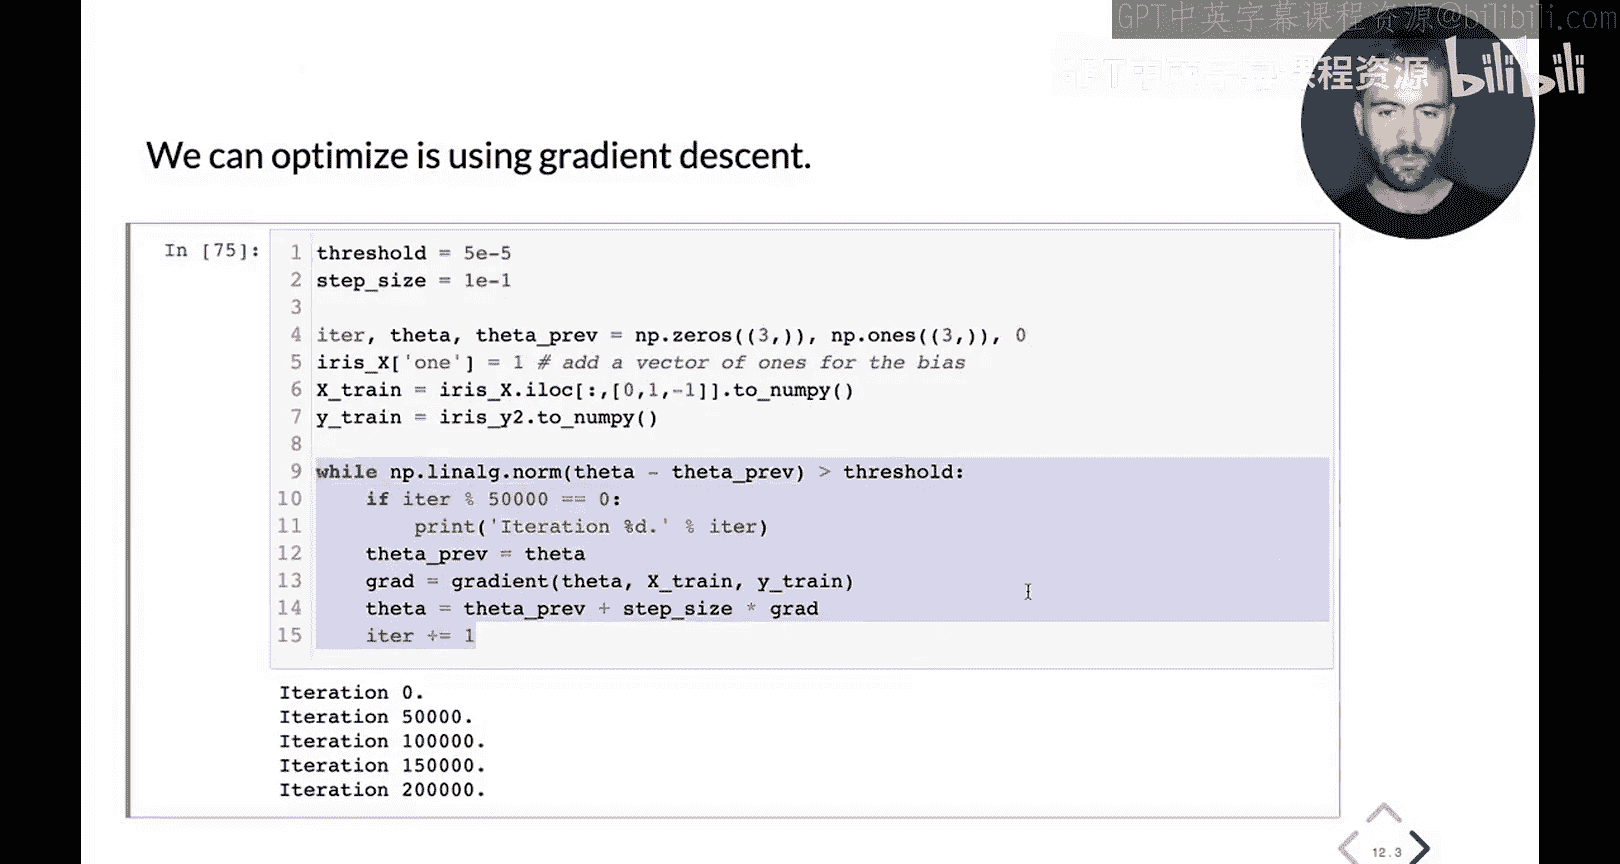 GPT中英字幕课程资源@bilibili.com
课程资源 bilibili
We can optimize is using gradient descent.
In [75]:
1 threshold = 5e-5
2 step_size = 1e-1
3
4 iter, theta, theta_prev = np.zeros((3,)), np.ones((3,)), 0
5 iris_X['one'] = 1 # add a vector of ones for the bias
6 X_train = iris_X.iloc[:,[0,1,-1]].to_numpy()
7 y_train = iris_y2.to_numpy()
8
9 while np.linalg.norm(theta - theta_prev) > threshold:
10     if iter % 50000 == 0:
11         print('Iteration %d.' % iter)
12     theta_prev = theta
13     grad = gradient(theta, X_train, y_train)
14     theta = theta_prev + step_size * grad
15     iter += 1
Iteration 0.
Iteration 50000.
Iteration 100000.
Iteration 150000.
Iteration 200000.
12.3